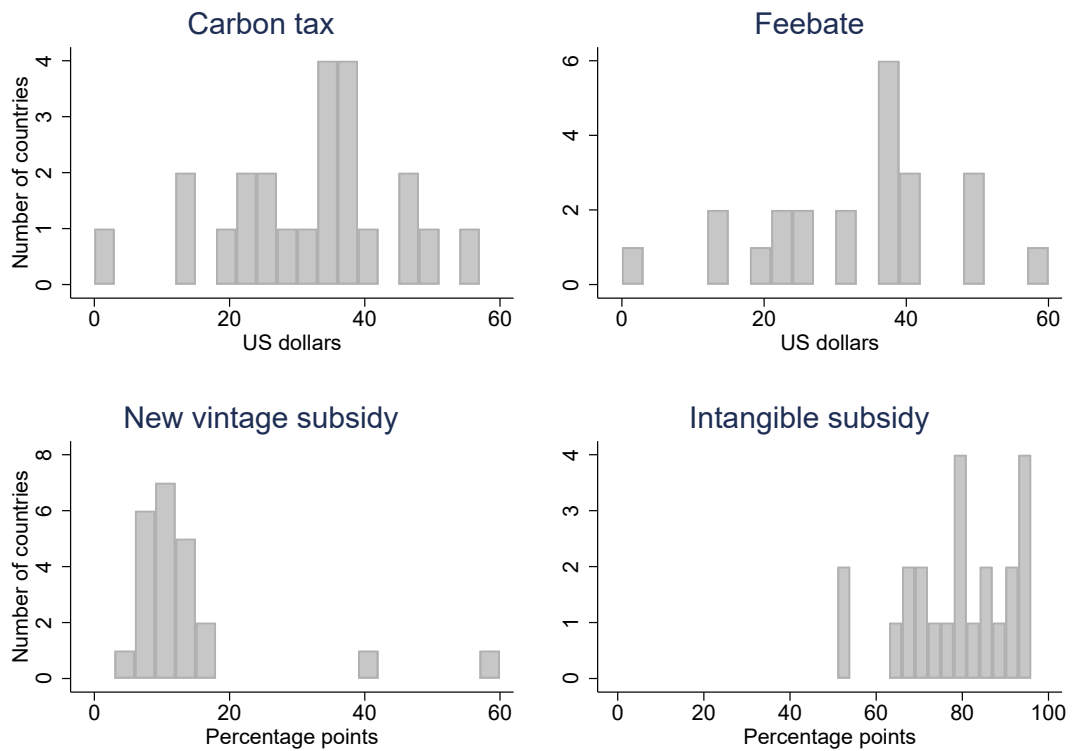 Carbon tax
Number of countries
4
3
2
1
0
0 20 40 60
US dollars
Feebate
6
4
2
0
0 20 40 60
US dollars
New vintage subsidy
Number of countries
8
6
4
2
0
0 20 40 60
Percentage points
Intangible subsidy
4
3
2
1
0
0 20 40 60 80 100
Percentage points